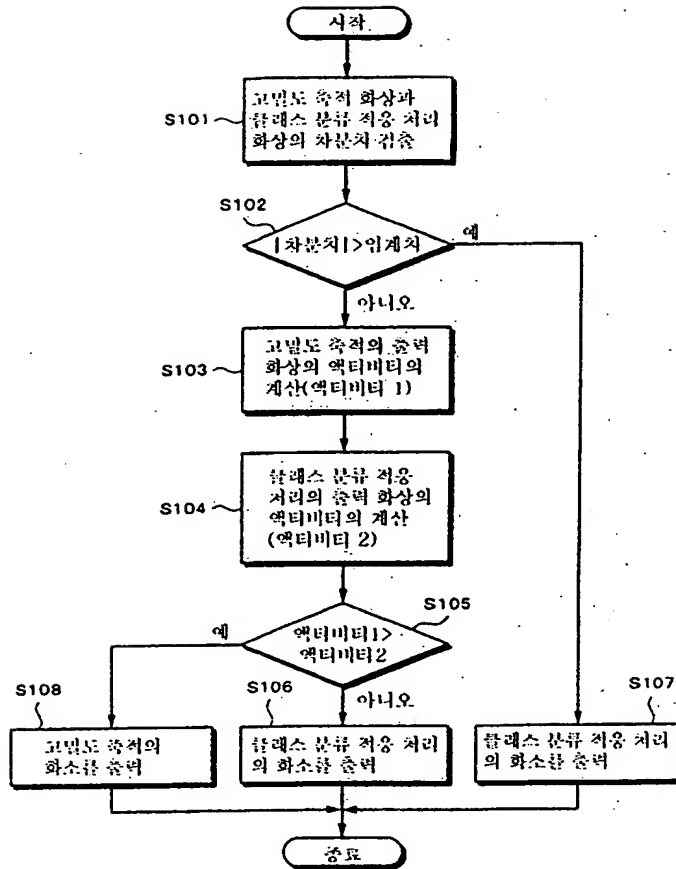 시작
S101
고밀도 축적 화상과
클래스 분류 적응 처리
화상의 차분치 검출
S102
|차분치|>임계치
예
아니오
S103
고밀도 축적의 출력
화상의 액티비티의
계산(액티비티 1)
S104
클래스 분류 적응
처리의 출력 화상의
액티비티의 계산
(액티비티 2)
S105
액티비티1>
액티비티2
예
아니오
S108
고밀도 축적의
화소를 출력
S106
클래스 분류 적응 처리
의 화소를 출력
S107
클래스 분류 적응 처리
의 화소를 출력
종료